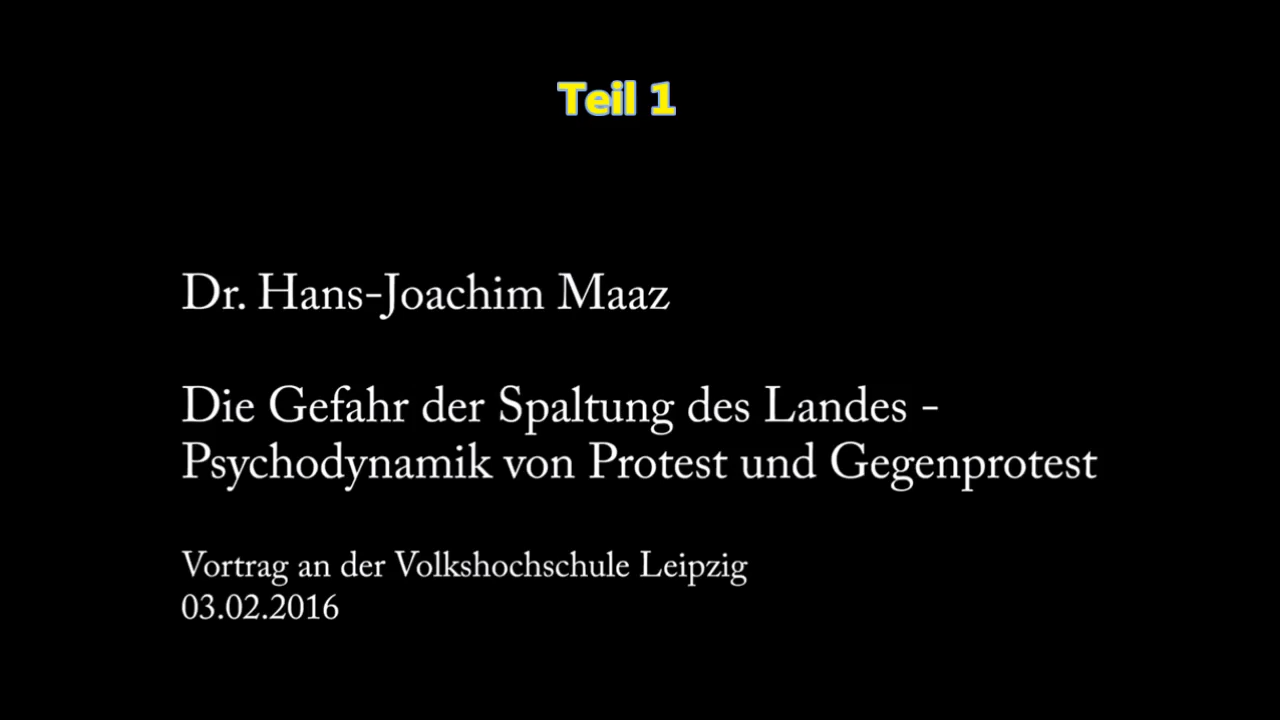 Teil 1
Dr. Hans-Joachim Maaz
Die Gefahr der Spaltung des Landes -
Psychodynamik von Protest und Gegenprotest
Vortrag an der Volkshochschule Leipzig
03.02.2016